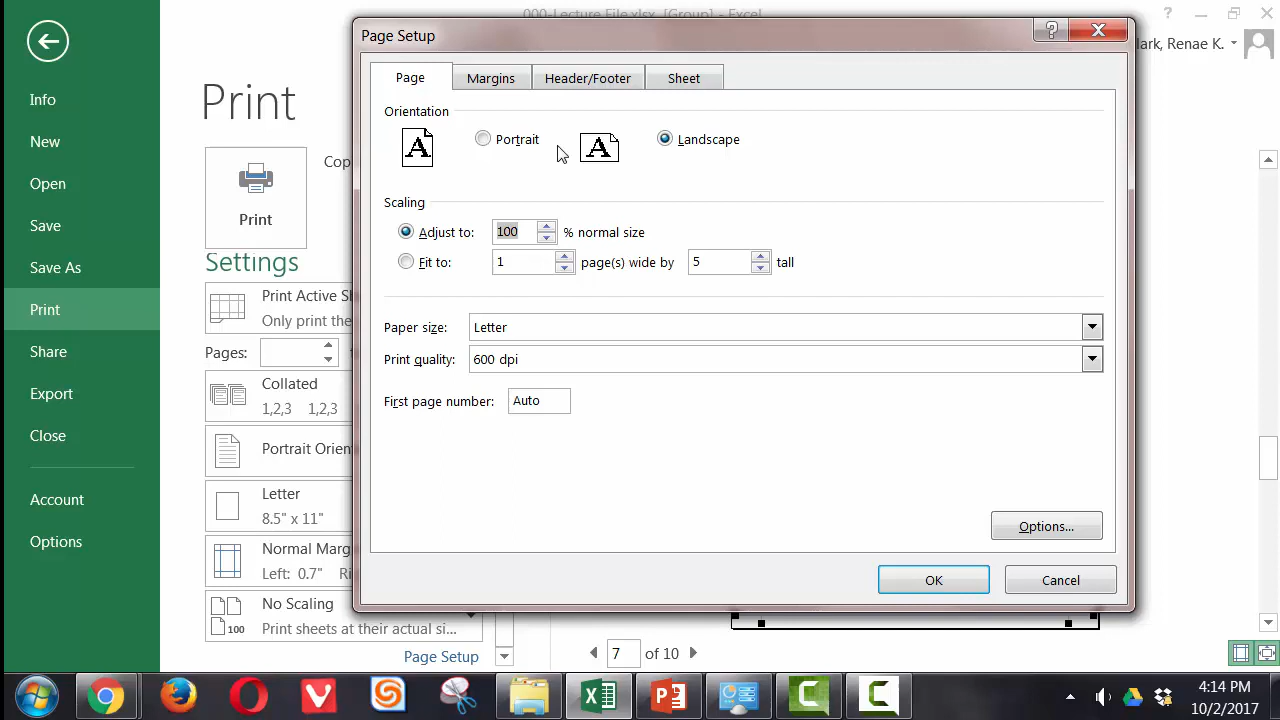 000-Lecture File.xlsx [Group] - Excel
?
lark, Renae K.
Info
New
Open
Save
Save As
Print
Share
Export
Close
Account
Options
Print
Print
Cop
Settings
Print Active Sh
Only print the
Pages:
Collated
1,2,3 1,2,3
Portrait Orien
Letter
8.5" x 11"
Normal Marg
Left: 0.7" Ri
No Scaling
Print sheets at their actual si...
100
Page Setup
Page Setup
?
Page
Margins
Header/Footer
Sheet
Orientation
A
Portrait
A
Landscape
Scaling
Adjust to: 100 % normal size
Fit to: 1 page(s) wide by 5 tall
Paper size: Letter
Print quality: 600 dpi
First page number: Auto
Options...
OK
Cancel
7 of 10
4:14 PM
10/2/2017